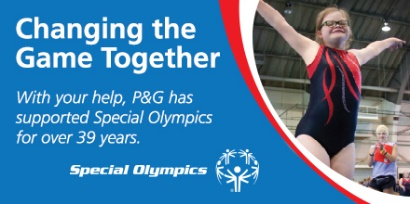 Changing the
Game Together
With your help, P&G has
supported Special Olympics
for over 39 years.
Special Olympics